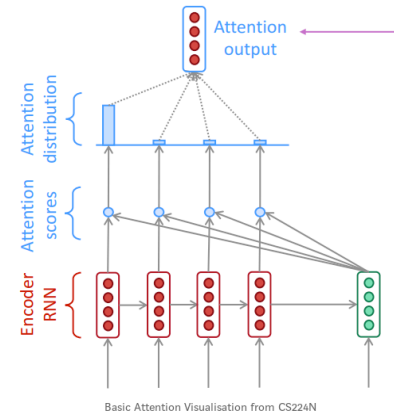 Attention
output
Attention
distribution
Attention
scores
Encoder
RNN
Basic Attention Visualisation from CS224N